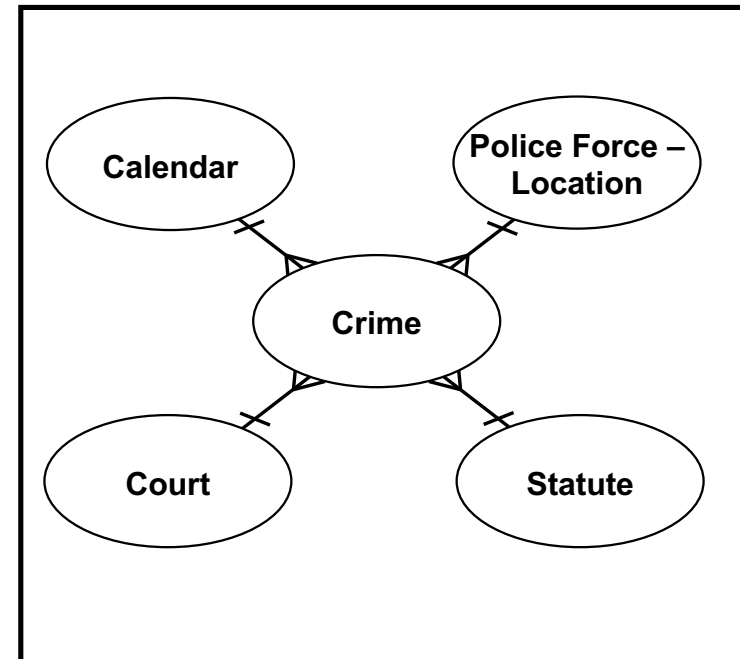 Calendar
Police Force –
Location
Crime
Court
Statute